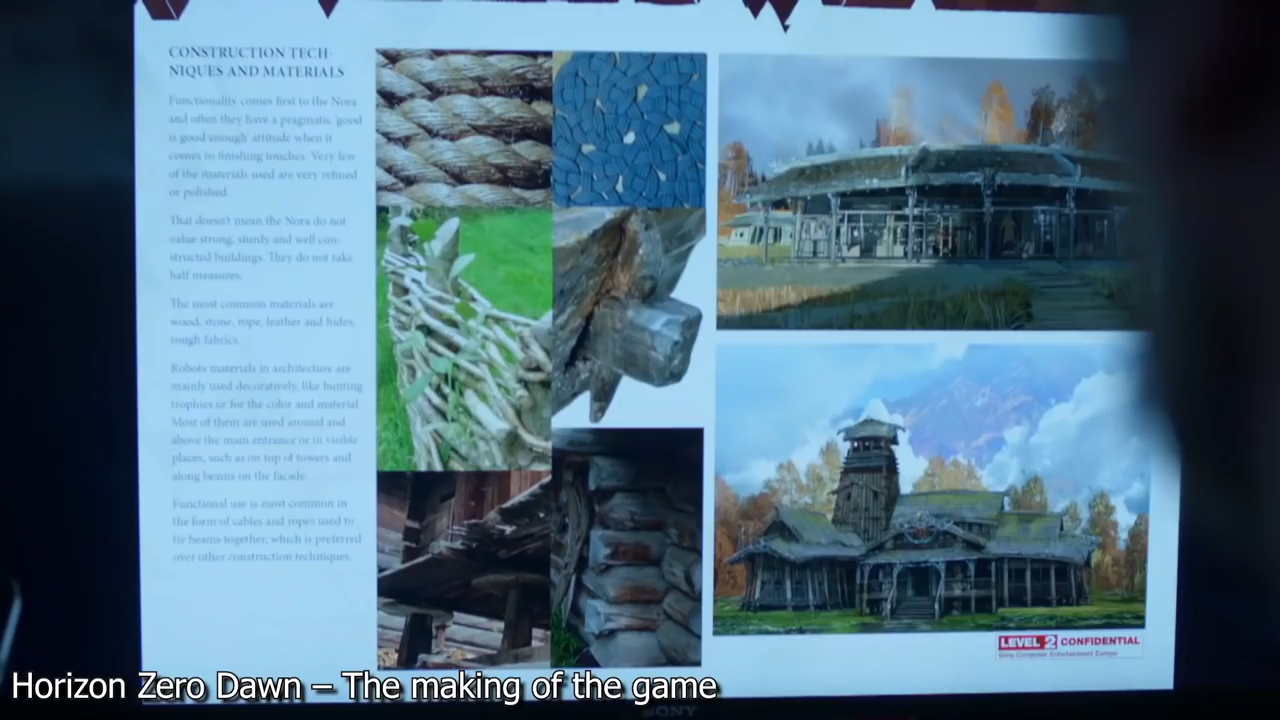 CONSTRUCTION TECH-
NIQUES AND MATERIALS
Functionality comes first to the Nora
and often they have a pragmatic 'good
is good enough' attitude when it
comes to finishing touches. Very few
of the materials used are very refined
or polished.
That doesn't mean the Nora do not
value strong, sturdy and well con-
structed buildings. They do not take
half measures.
The most common materials are
wood, stone, rope, leather and hides,
rough fabrics.
Robots materials in architecture are
mainly used decoratively, like hunting
trophies or for the color and material.
Most of them are used around and
above the main entrance or in visible
places, such as on top of towers and
along beams on the facade.
Functional use is most common in
the form of cables and ropes used to
tie beams together, which is preferred
over other construction techniques.
LEVEL 2 CONFIDENTIAL
Sony Computer Entertainment Europe
Horizon Zero Dawn – The making of the game
SONY